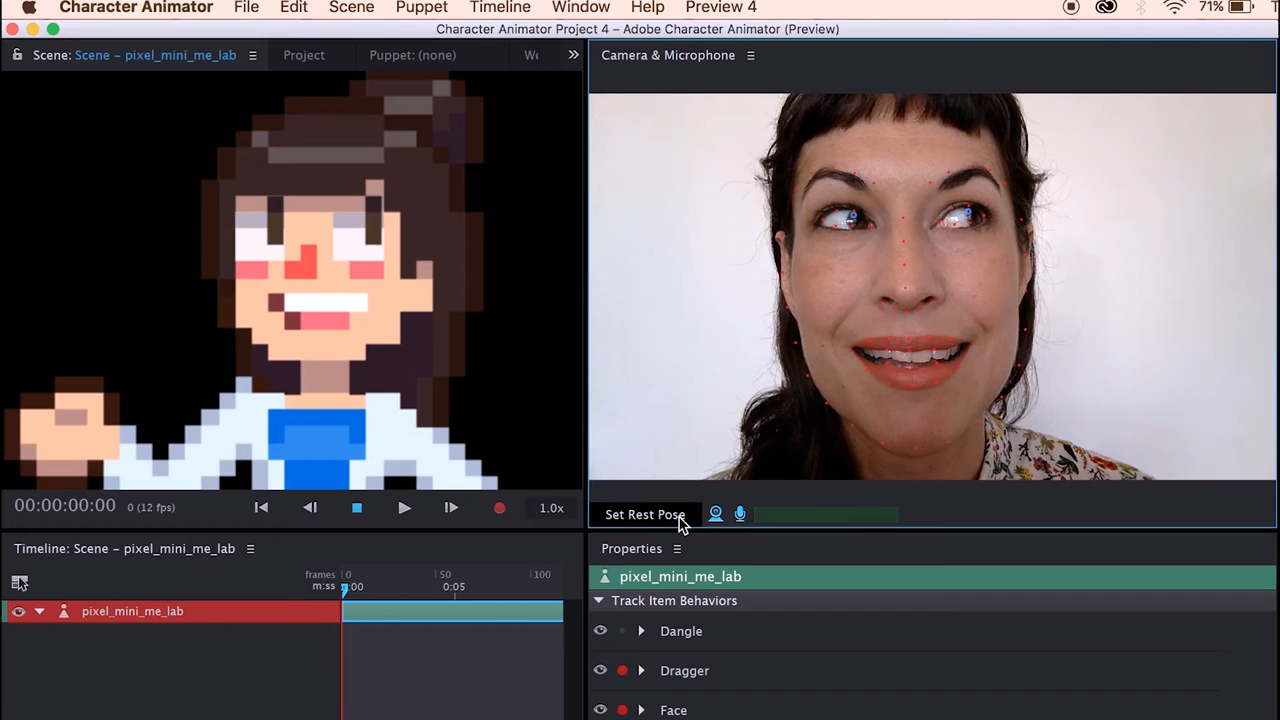 Character Animator File Edit Scene Puppet Timeline Window Help Preview 4 71%
Character Animator Project 4 – Adobe Character Animator (Preview)
Scene: Scene – pixel_mini_me_lab Project Puppet: (none)
Camera & Microphone
00:00:00:00 0 (12 fps) 1.0x
Set Rest Pose
Timeline: Scene – pixel_mini_me_lab
Properties
frames 0 50 100
m:ss 0:05
pixel_mini_me_lab
pixel_mini_me_lab
Track Item Behaviors
Dangle
Dragger
Face